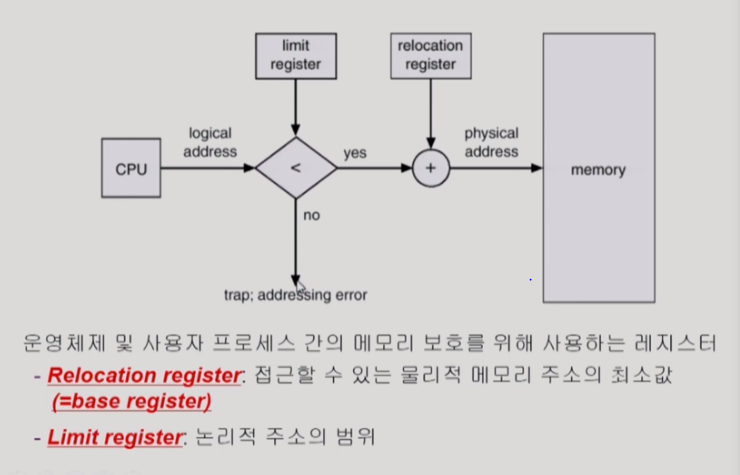 limit
register
relocation
register
logical
address
physical
address
CPU
<
yes
+
memory
no
trap; addressing error
운영체제 및 사용자 프로세스 간의 메모리 보호를 위해 사용하는 레지스터
- Relocation register: 접근할 수 있는 물리적 메모리 주소의 최소값
(=base register)
- Limit register: 논리적 주소의 범위